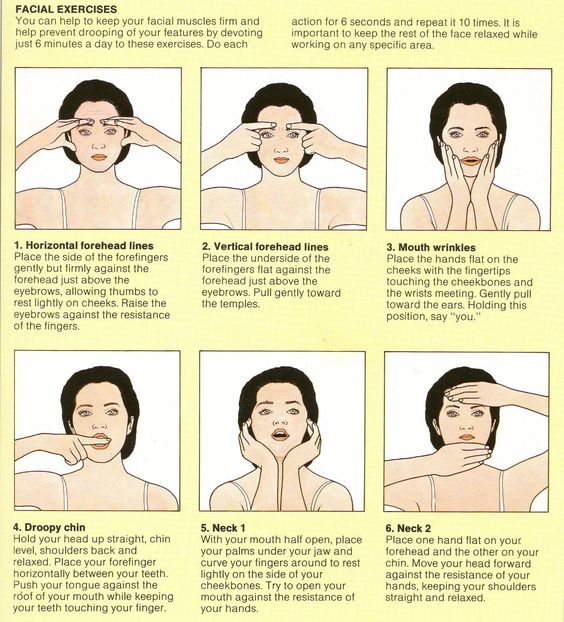 FACIAL EXERCISES
You can help to keep your facial muscles firm and
help prevent drooping of your features by devoting
just 6 minutes a day to these exercises. Do each
action for 6 seconds and repeat it 10 times. It is
important to keep the rest of the face relaxed while
working on any specific area.
1. Horizontal forehead lines
Place the side of the forefingers
gently but firmly against the
forehead just above the
eyebrows, allowing thumbs to
rest lightly on cheeks. Raise the
eyebrows against the resistance
of the fingers.
2. Vertical forehead lines
Place the underside of the
forefingers flat against the
forehead just above the
eyebrows. Pull gently toward
the temples.
3. Mouth wrinkles
Place the hands flat on the
cheeks with the fingertips
touching the cheekbones and
the wrists meeting. Gently pull
toward the ears. Holding this
position, say "you."
4. Droopy chin
Hold your head up straight, chin
level, shoulders back and
relaxed. Place your forefinger
horizontally between your teeth.
Push your tongue against the
roof of your mouth while keeping
your teeth touching your finger.
5. Neck 1
With your mouth half open, place
your palms under your jaw and
curve your fingers around to rest
lightly on the side of your
cheekbones. Try to open your
mouth against the resistance of
your hands.
6. Neck 2
Place one hand flat on your
forehead and the other on your
chin. Move your head forward
against the resistance of your
hands, keeping your shoulders
straight and relaxed.